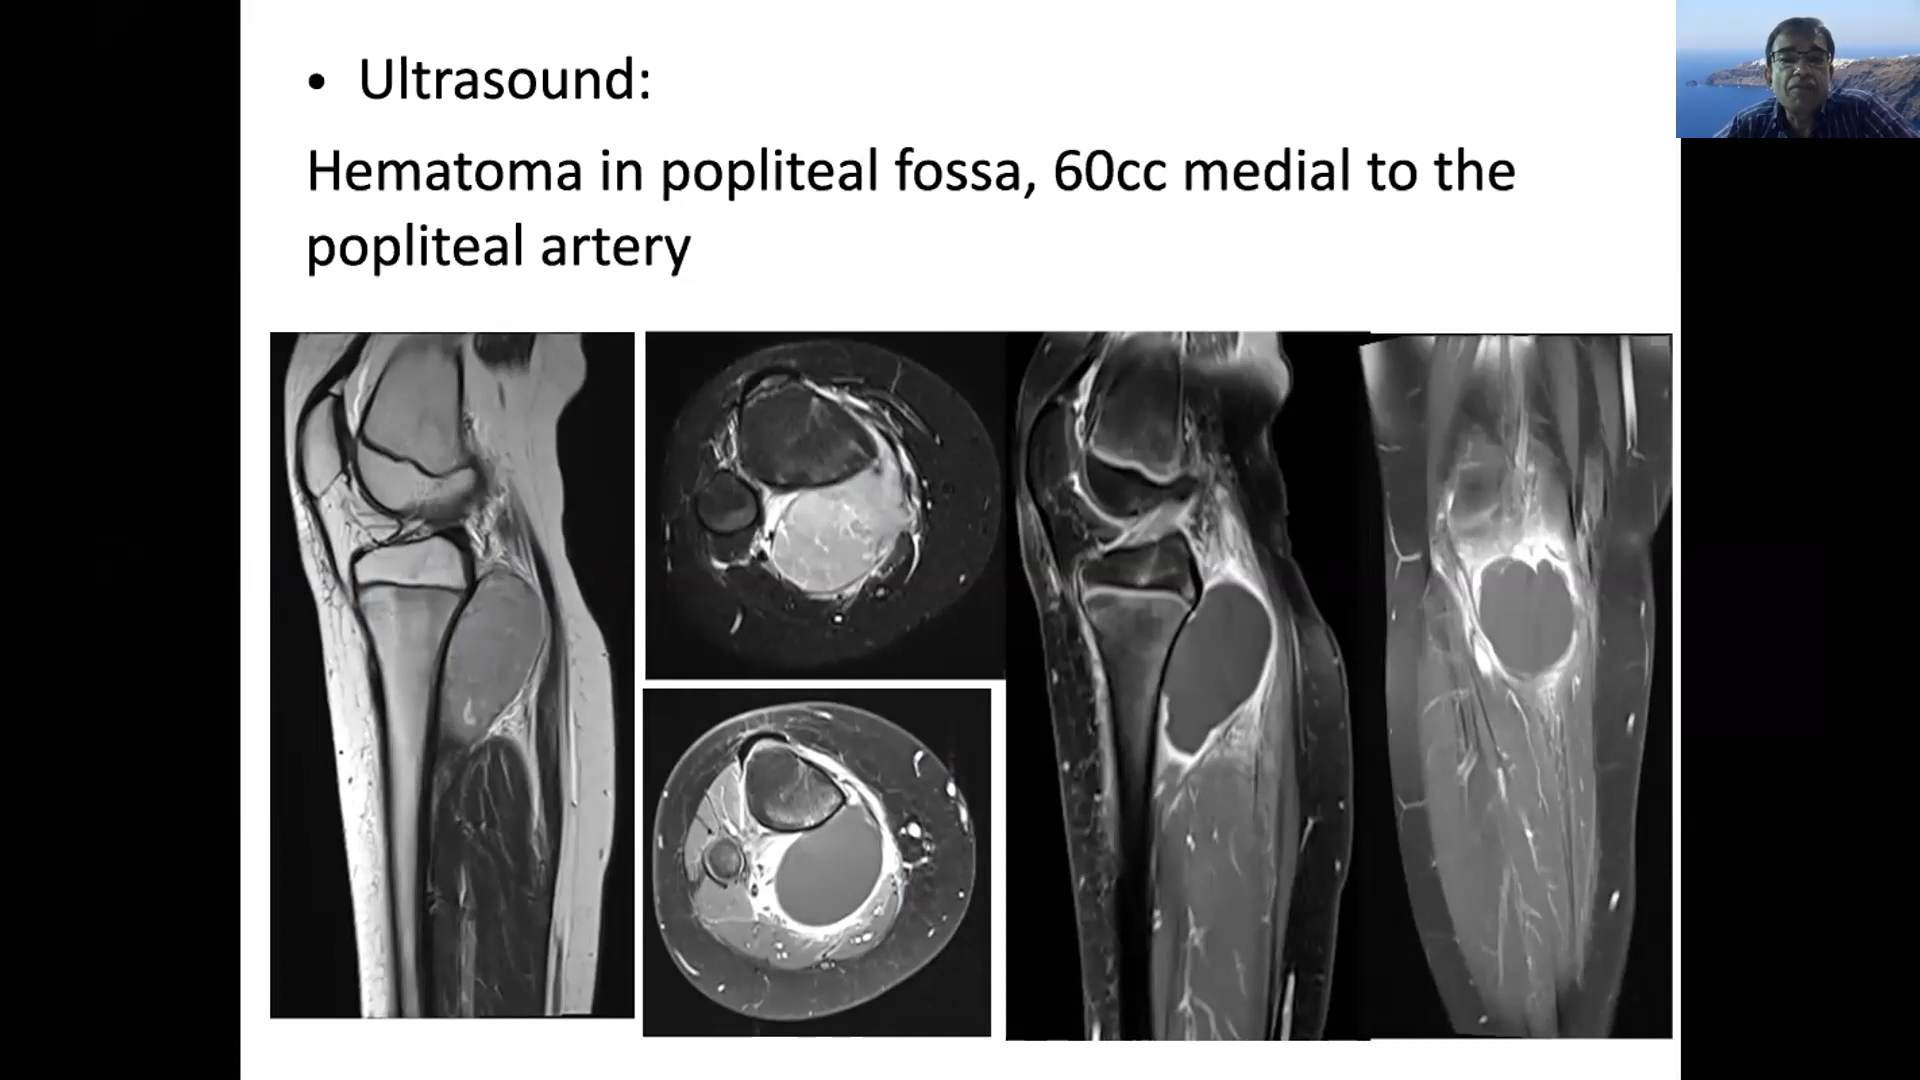 • Ultrasound:
Hematoma in popliteal fossa, 60cc medial to the
popliteal artery